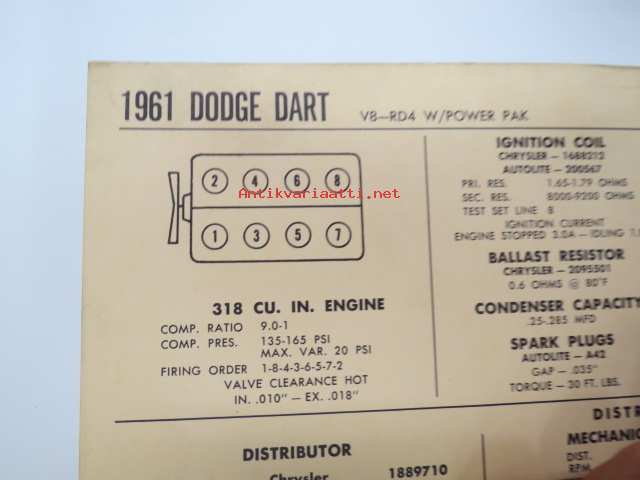 1961 DODGE DART V8—RD4 W/POWER PAK
2 4 6 8
Antikvariaatti.net
1 3 5 7
318 CU. IN. ENGINE
COMP. RATIO 9.0-1
COMP. PRES. 135-165 PSI
MAX. VAR. 20 PSI
FIRING ORDER 1-8-4-3-6-5-7-2
VALVE CLEARANCE HOT
IN. .010" — EX. .018"
DISTRIBUTOR
Chrysler 1889710
IGNITION COIL
CHRYSLER — 1688212
AUTOLITE — 200567
PRI. RES. 1.65-1.79 OHMS
SEC. RES. 8000-9200 OHMS
TEST SET LINE B
IGNITION CURRENT
ENGINE STOPPED 3.0A — IDLING 1.
BALLAST RESISTOR
CHRYSLER — 2095501
0.6 OHMS @ 80°F
CONDENSER CAPACITY
.25-.285 MFD
SPARK PLUGS
AUTOLITE — A42
GAP — .035"
TORQUE — 30 FT. LBS.
DISTR
MECHANIC
DIST.
RPM